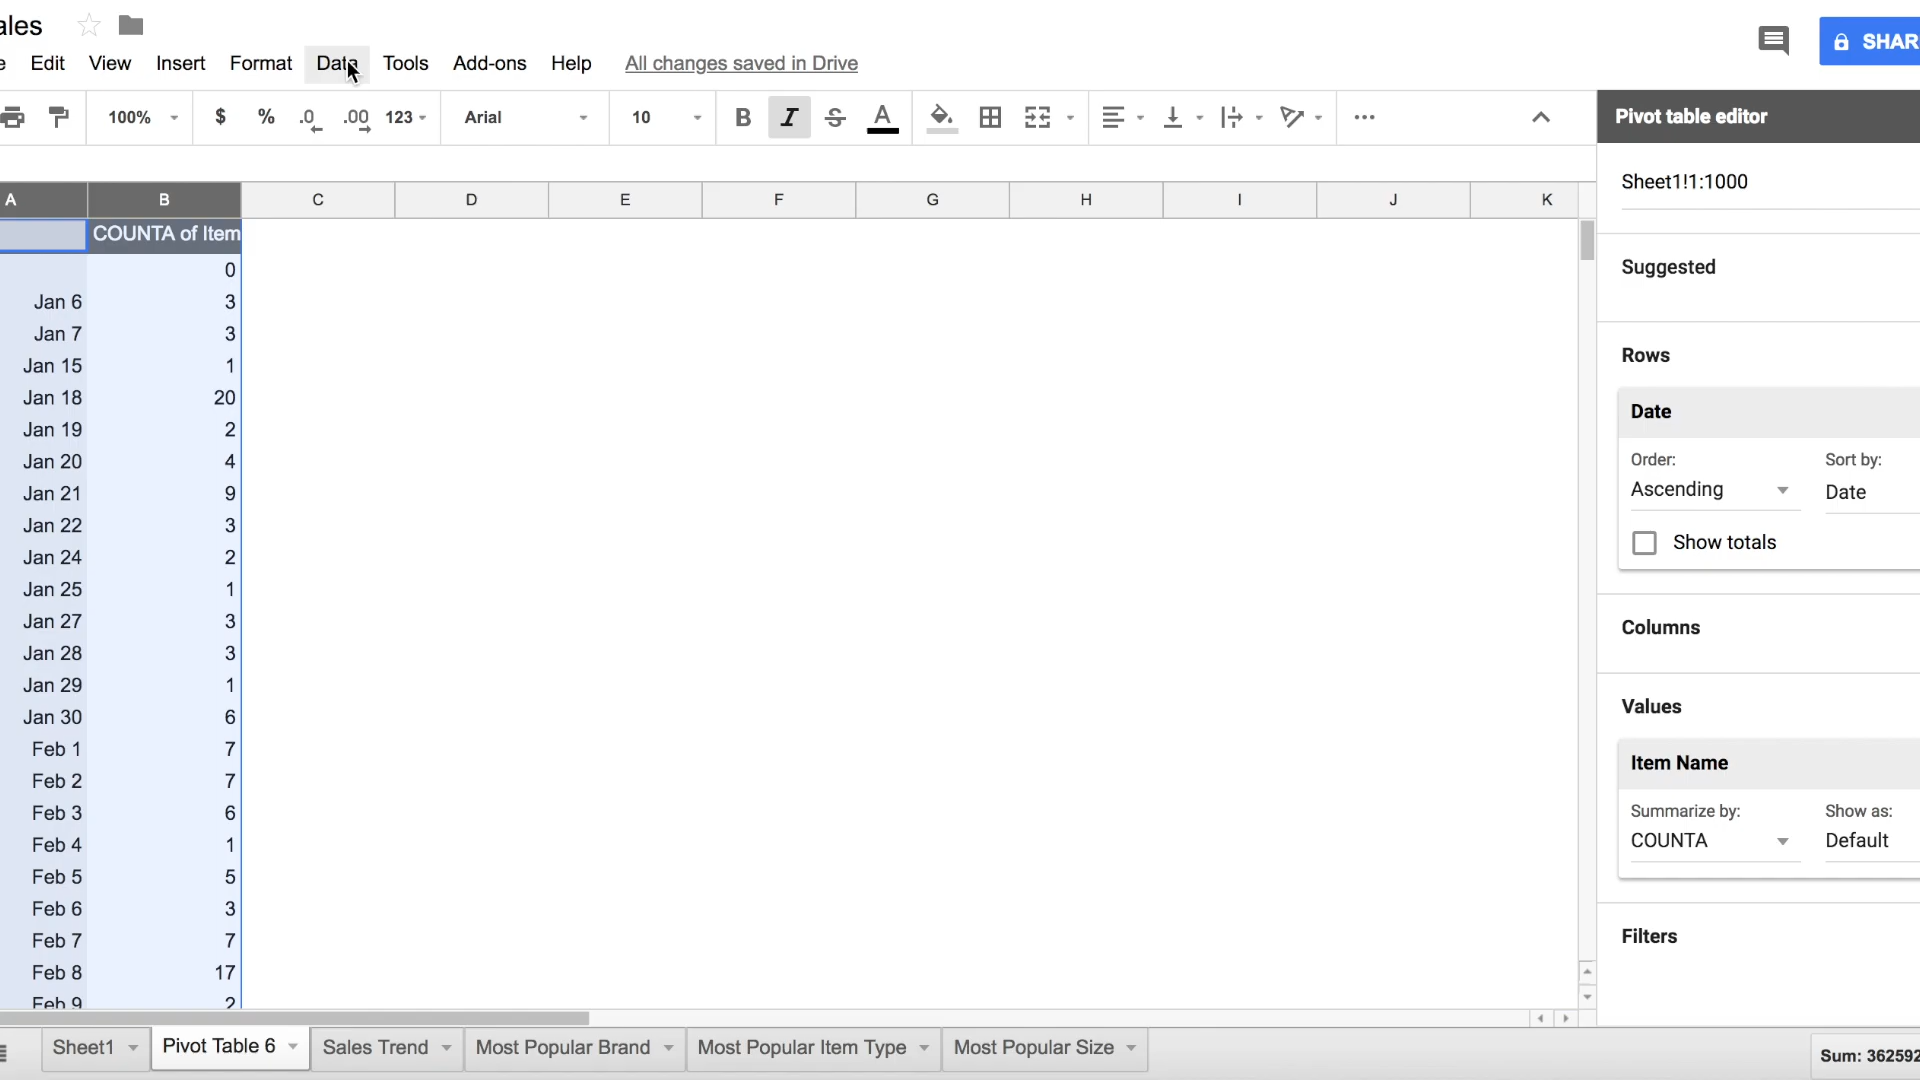 ales
Edit View Insert Format Data Tools Add-ons Help All changes saved in Drive
100% $ % .0 .00 123 Arial 10 B I S A
Pivot table editor
Sheet1!1:1000
A B C D E F G H I J K
COUNTA of Item
0
Jan 6 3
Jan 7 3
Jan 15 1
Jan 18 20
Jan 19 2
Jan 20 4
Jan 21 9
Jan 22 3
Jan 24 2
Jan 25 1
Jan 27 3
Jan 28 3
Jan 29 1
Jan 30 6
Feb 1 7
Feb 2 7
Feb 3 6
Feb 4 1
Feb 5 5
Feb 6 3
Feb 7 7
Feb 8 17
Feb 9 2
Suggested
Rows
Date
Order: Sort by:
Ascending Date
Show totals
Columns
Values
Item Name
Summarize by: Show as:
COUNTA Default
Filters
Sheet1 Pivot Table 6 Sales Trend Most Popular Brand Most Popular Item Type Most Popular Size
Sum: 362592